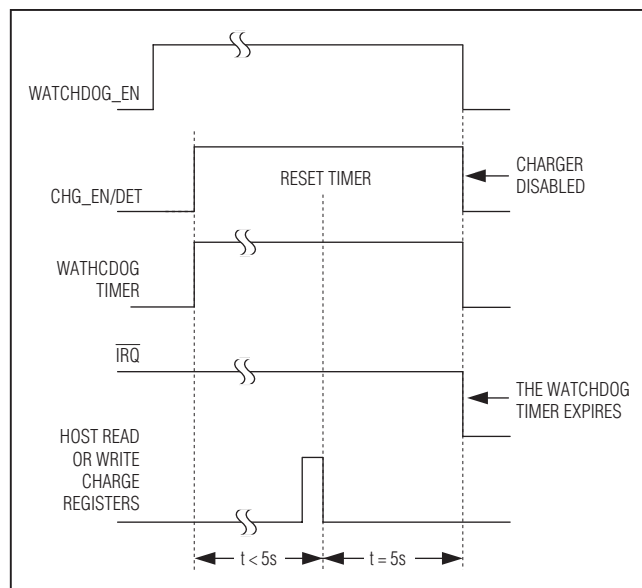 WATCHDOG_EN
CHG_EN/DET
RESET TIMER
CHARGER
DISABLED
WATHCDOG
TIMER
IRQ
THE WATCHDOG
TIMER EXPIRES
HOST READ
OR WRITE
CHARGE
REGISTERS
t < 5s
t = 5s